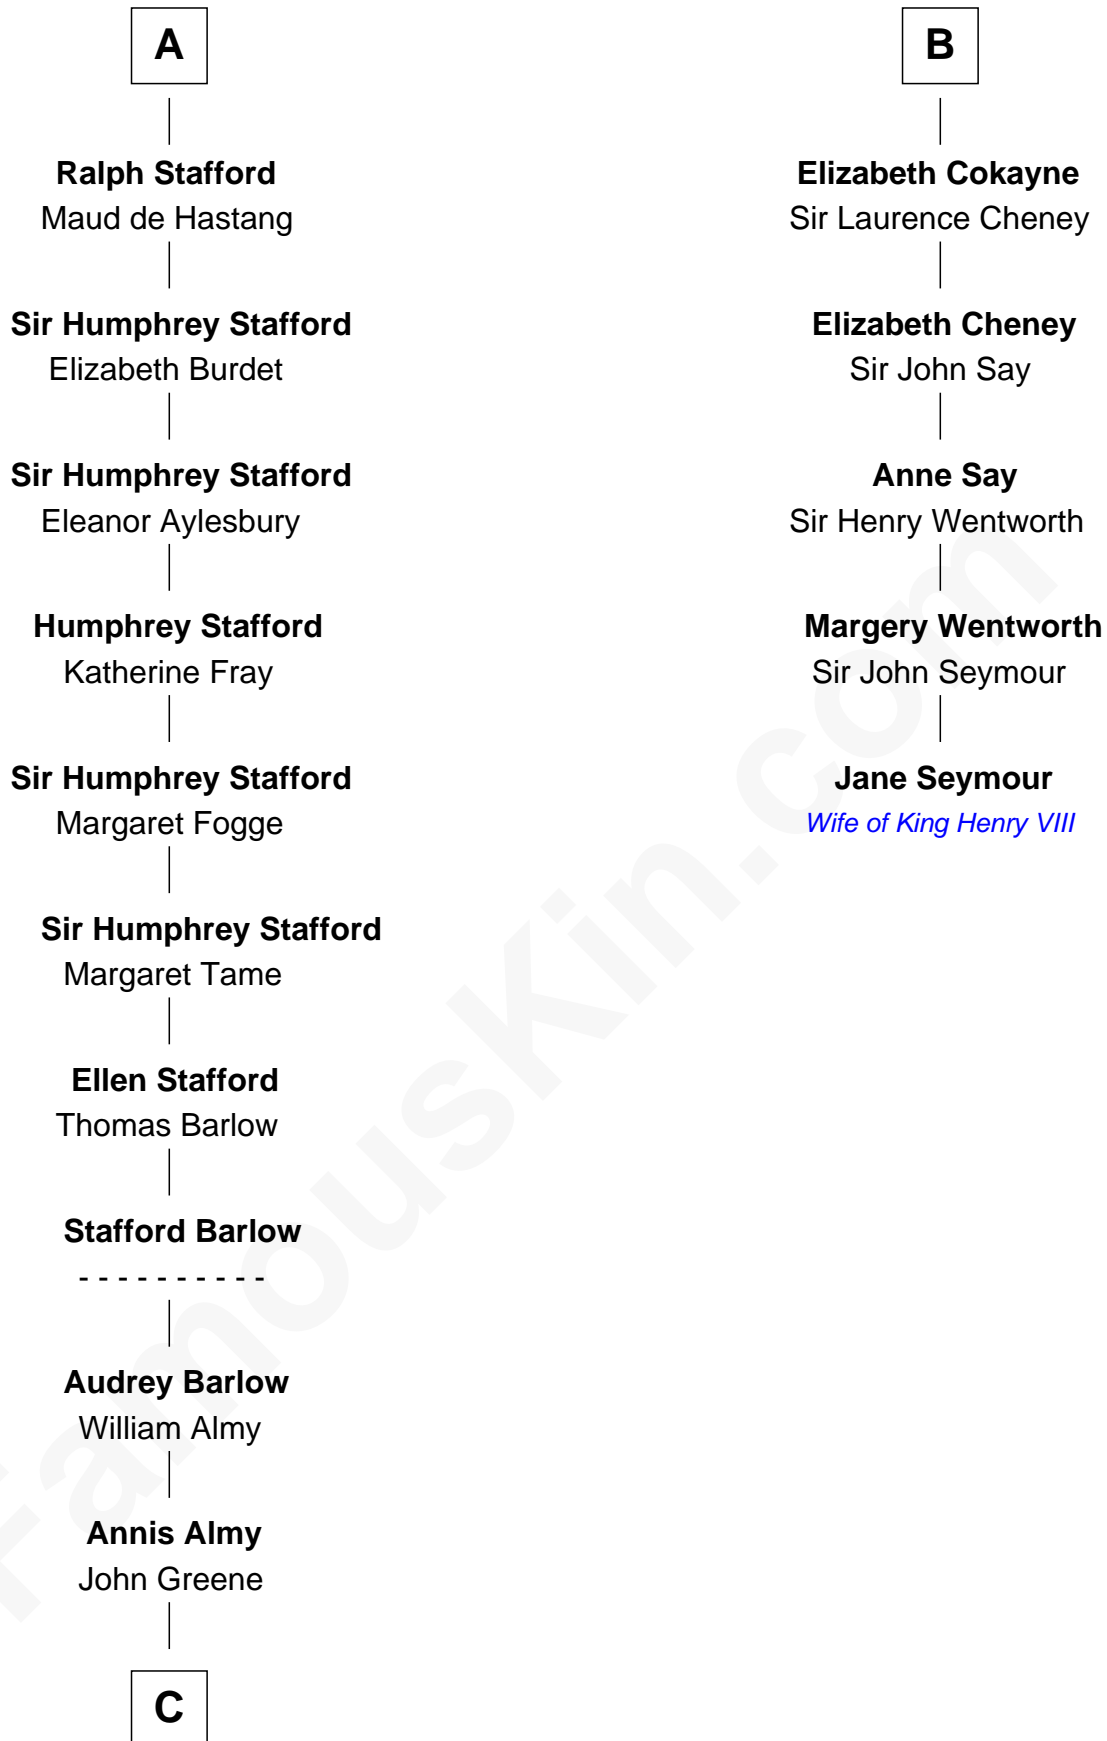 A
Ralph Stafford
Maud de Hastang
Sir Humphrey Stafford
Elizabeth Burdet
Sir Humphrey Stafford
Eleanor Aylesbury
Humphrey Stafford
Katherine Fray
Sir Humphrey Stafford
Margaret Fogge
Sir Humphrey Stafford
Margaret Tame
Ellen Stafford
Thomas Barlow
Stafford Barlow
- - - - - - - - - -
Audrey Barlow
William Almy
Annis Almy
John Greene
C
B
Elizabeth Cokayne
Sir Laurence Cheney
Elizabeth Cheney
Sir John Say
Anne Say
Sir Henry Wentworth
Margery Wentworth
Sir John Seymour
Jane Seymour
Wife of King Henry VIII
FamousKin.com